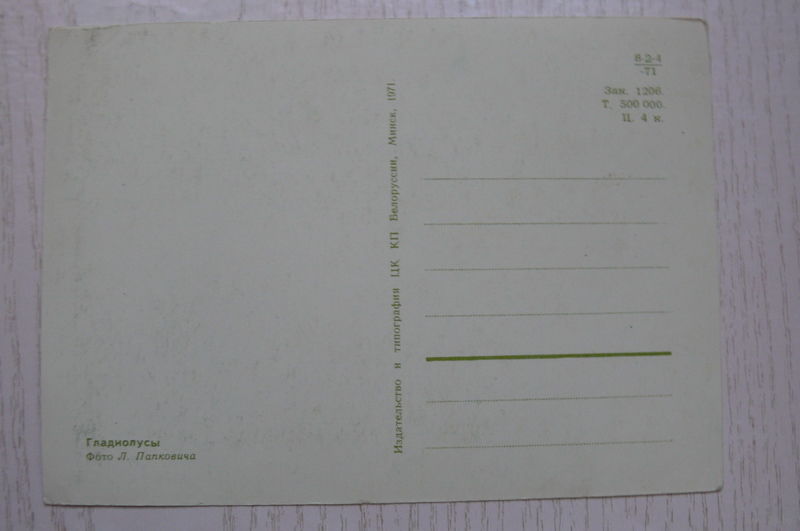 Гладиолусы
Фото Л. Папковича
Издательство и типография ЦК КП Белоруссии, Минск, 1971.
8-2-4
-71
Зак. 1206.
Т. 500 000.
Ц. 4 к.